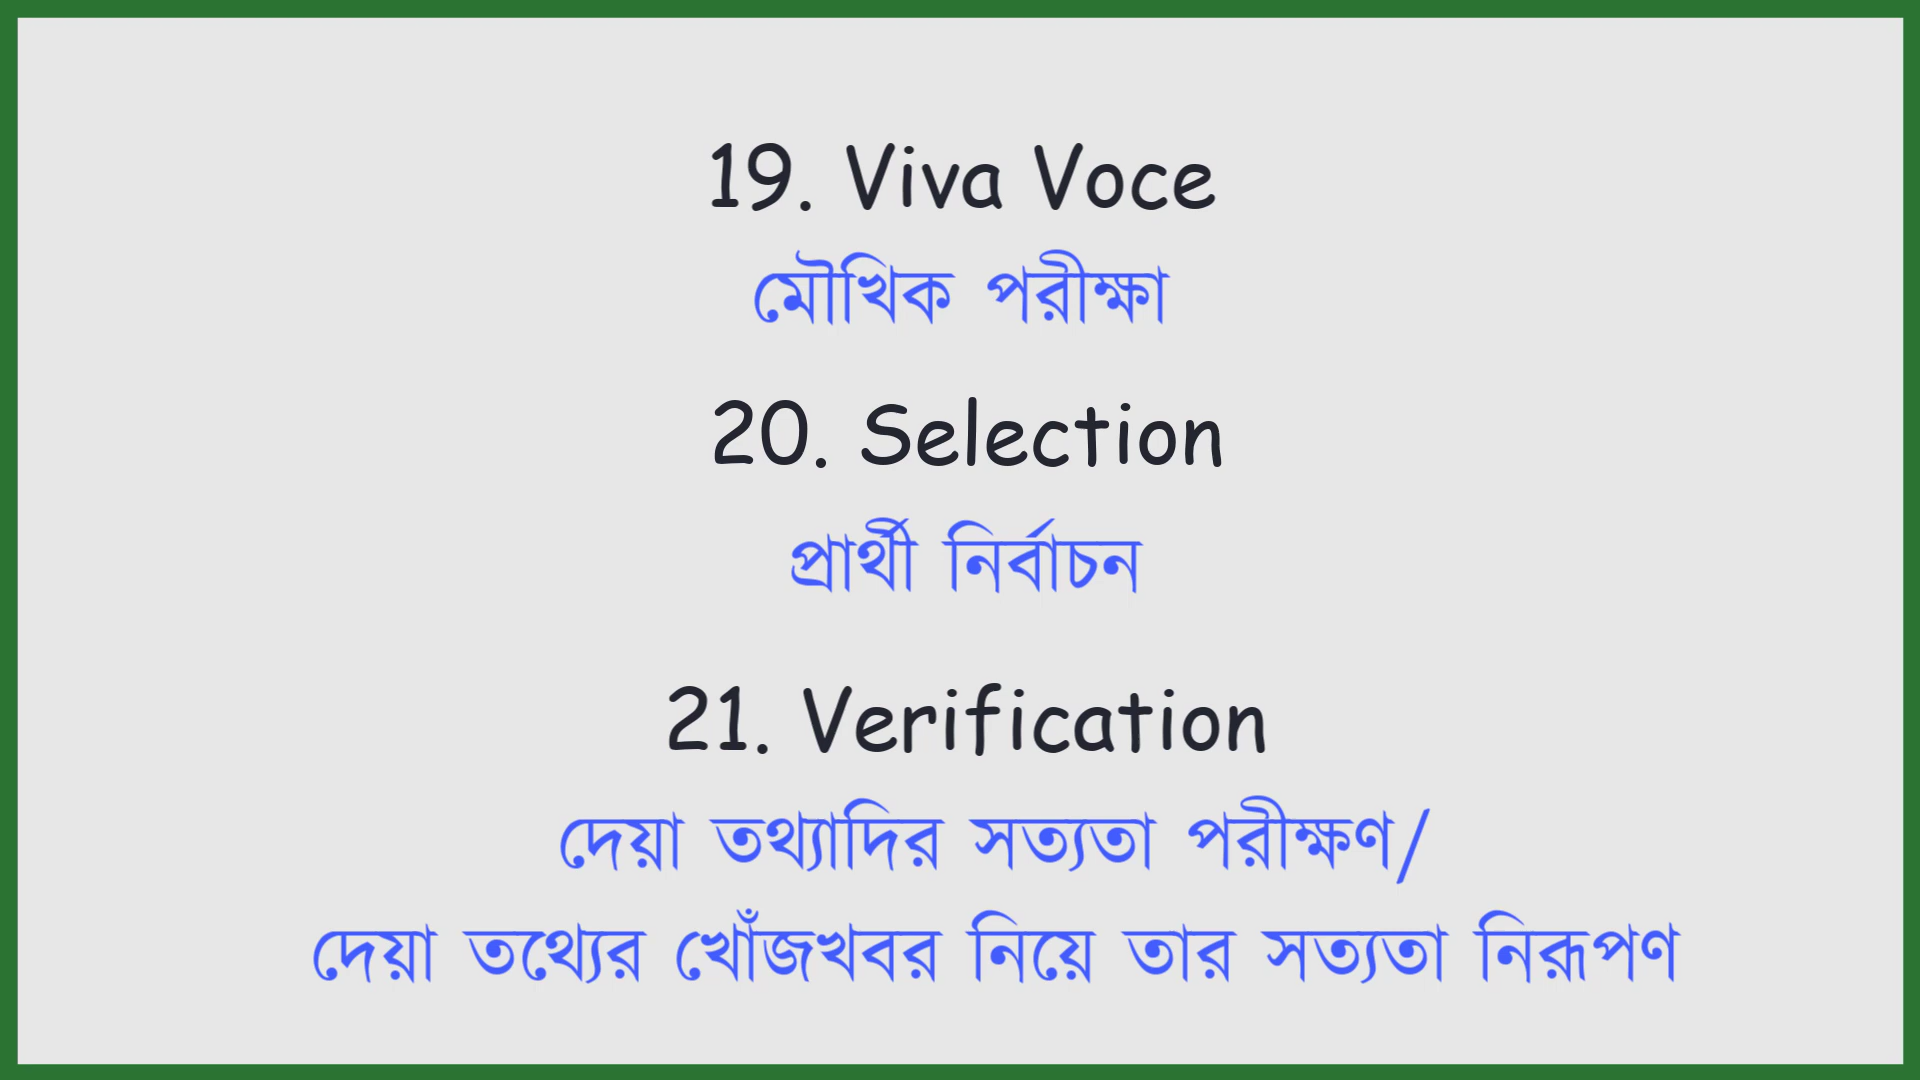 19. Viva Voce
মৌখিক পরীক্ষা
20. Selection
প্রার্থী নির্বাচন
21. Verification
দেয়া তথ্যাদির সত্যতা পরীক্ষণ/
দেয়া তথ্যের খোঁজখবর নিয়ে তার সত্যতা নিরূপণ